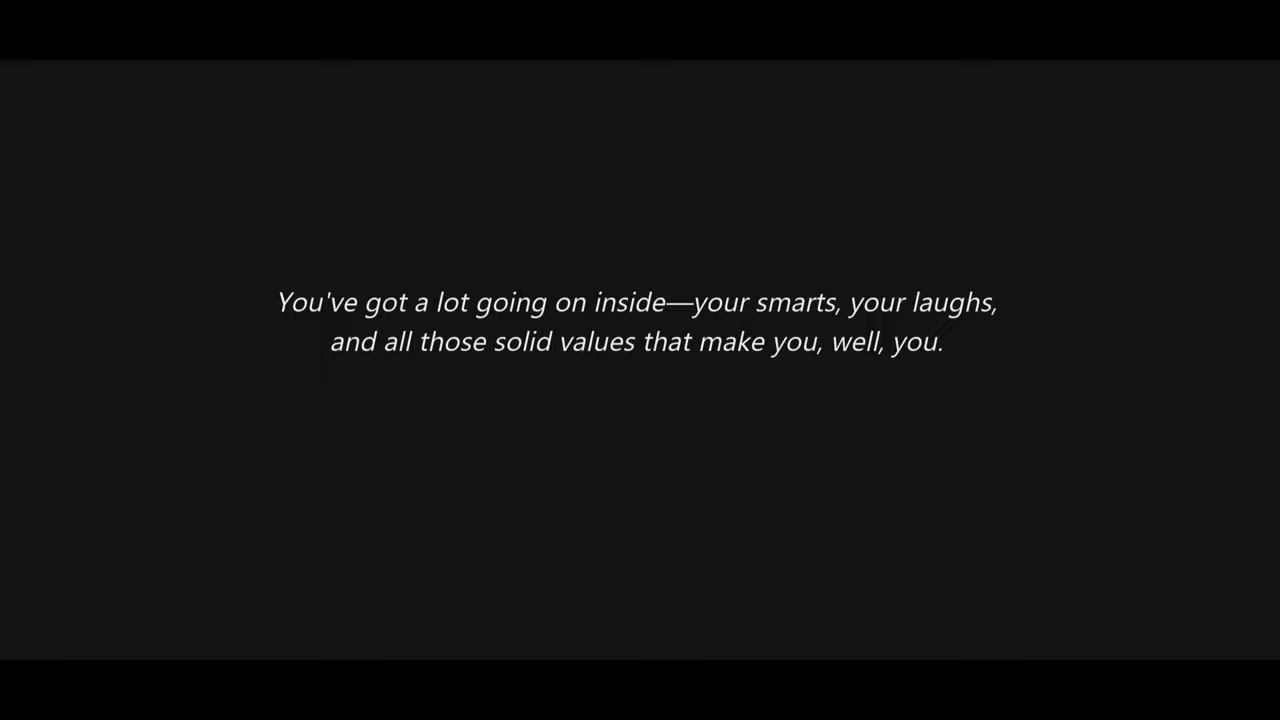 You've got a lot going on inside—your smarts, your laughs,
and all those solid values that make you, well, you.